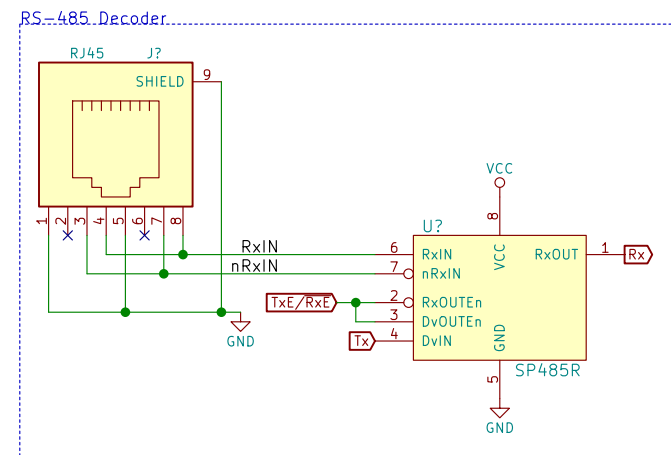 RS-485 Decoder
RJ45 J?
SHIELD 9
1 2 3 4 5 6 7 8
GND
RxIN
nRxIN
TxE/RxE
Tx
VCC
8
U?
6 RxIN VCC RxOUT 1 Rx
7 nRxIN
2 RxOUTEn
3 DvOUTEn
4 DvIN GND
SP485R
5
GND